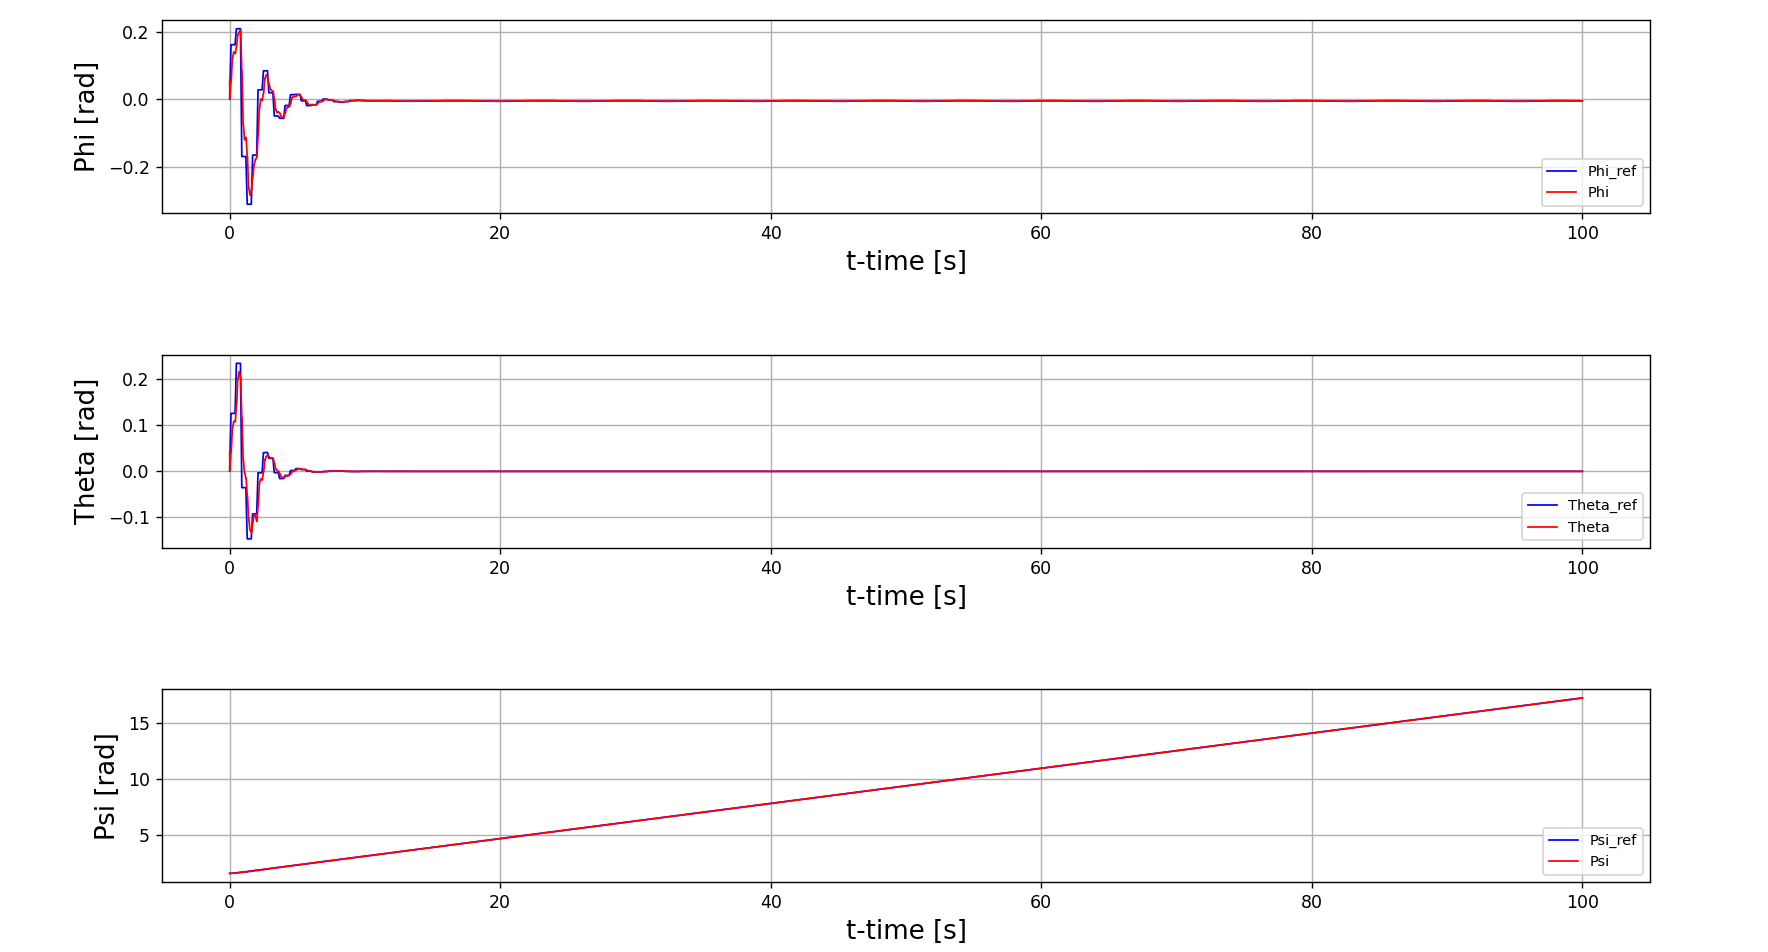 0.2
0.0
−0.2
Phi [rad]
Phi_ref
Phi
0 20 40 60 80 100
t-time [s]
0.2
0.1
0.0
−0.1
Theta [rad]
Theta_ref
Theta
0 20 40 60 80 100
t-time [s]
15
10
5
Psi [rad]
Psi_ref
Psi
0 20 40 60 80 100
t-time [s]